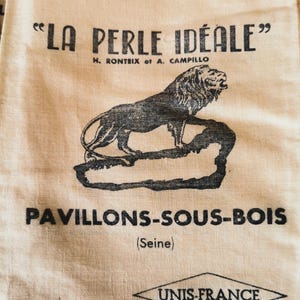 “LA PERLE IDÉALE”
H. RONTEIX et A. CAMPILLO
PAVILLONS-SOUS-BOIS
(Seine)
UNIS-FRANCE